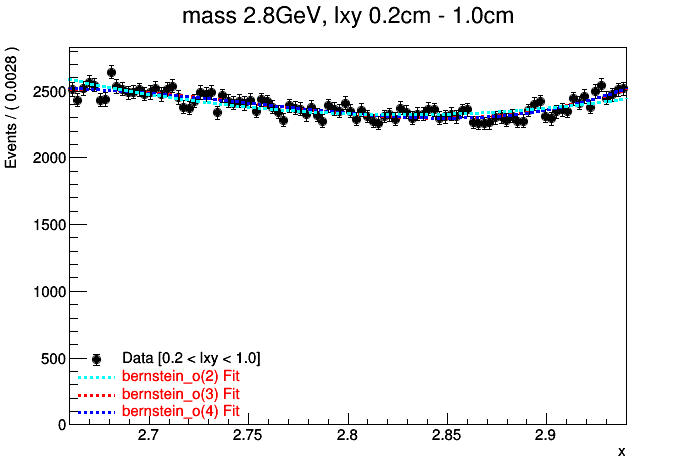 mass 2.8GeV, lxy 0.2cm - 1.0cm
Events / ( 0.0028 )
2500
2000
1500
1000
500
0
Data [0.2 < lxy < 1.0]
bernstein_o(2) Fit
bernstein_o(3) Fit
bernstein_o(4) Fit
2.7 2.75 2.8 2.85 2.9
x